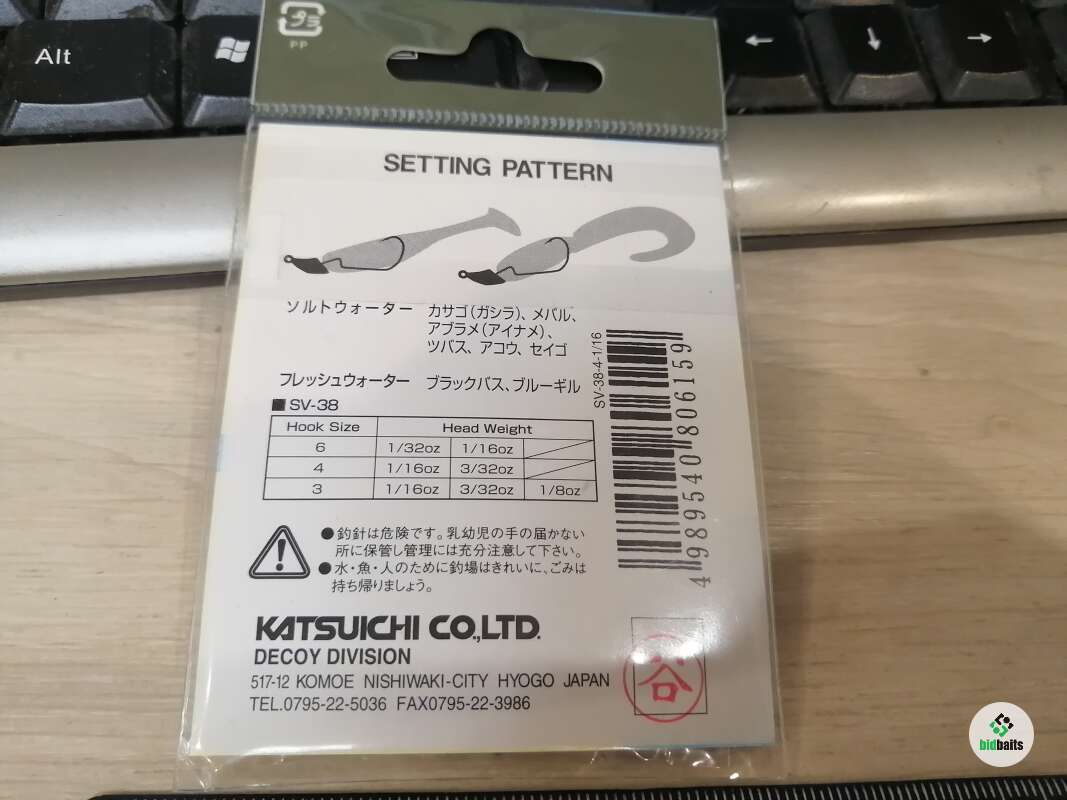 Alt
プラ
PP
SETTING PATTERN
ソルトウォーター カサゴ(ガシラ)、メバル、
アブラメ(アイナメ)、
ツバス、アコウ、セイゴ
フレッシュウォーター ブラックバス、ブルーギル
■SV-38
Hook Size Head Weight
6 1/32oz 1/16oz
4 1/16oz 3/32oz
3 1/16oz 3/32oz 1/8oz
SV-38-4-1/16
4 989540 806159
●釣針は危険です。乳幼児の手の届かない
所に保管し管理には充分注意して下さい。
●水・魚・人のために釣場はきれいに、ごみは
持ち帰りましょう。
KATSUICHI CO.,LTD.
DECOY DIVISION
517-12 KOMOE NISHIWAKI-CITY HYOGO JAPAN
TEL.0795-22-5036 FAX0795-22-3986
谷
bidbaits